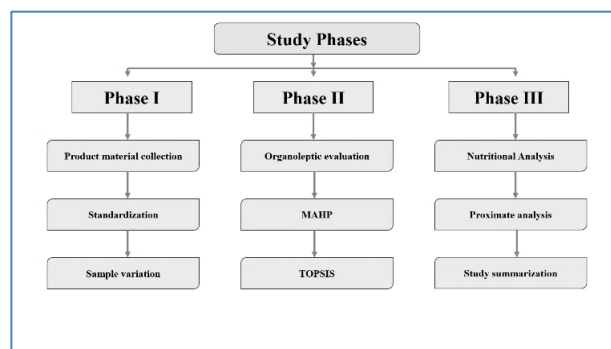 Study Phases
Phase I
Phase II
Phase III
Product material collection
Organoleptic evaluation
Nutritional Analysis
Standardization
MAHP
Proximate analysis
Sample variation
TOPSIS
Study summarization